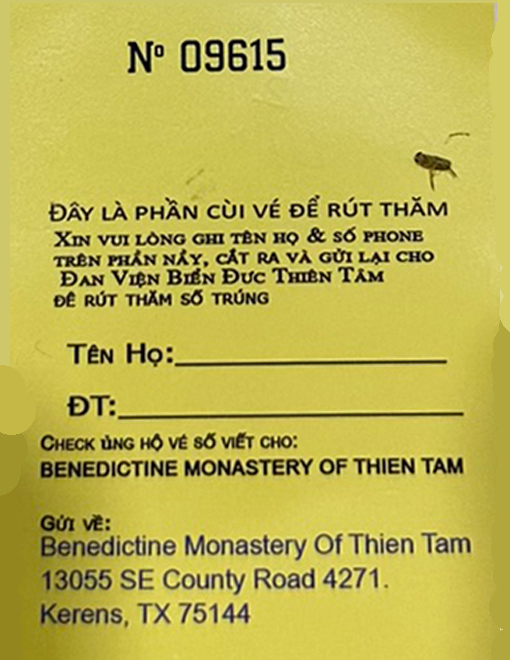 Nº 09615
ĐÂY LÀ PHẦN CÙI VÉ ĐỂ RÚT THĂM
XIN VUI LÒNG GHI TÊN HỌ & SỐ PHONE
TRÊN PHẦN NẦY, CẮT RA VÀ GỬI LẠI CHO
ĐAN VIỆN BIỂN ĐỨC THIÊN TÂM
ĐỂ RÚT THĂM SỐ TRÚNG
TÊN HỌ:
ĐT:
CHECK ỦNG HỘ VÉ SỐ VIẾT CHO:
BENEDICTINE MONASTERY OF THIEN TAM
GỬI VỀ:
Benedictine Monastery Of Thien Tam
13055 SE County Road 4271.
Kerens, TX 75144